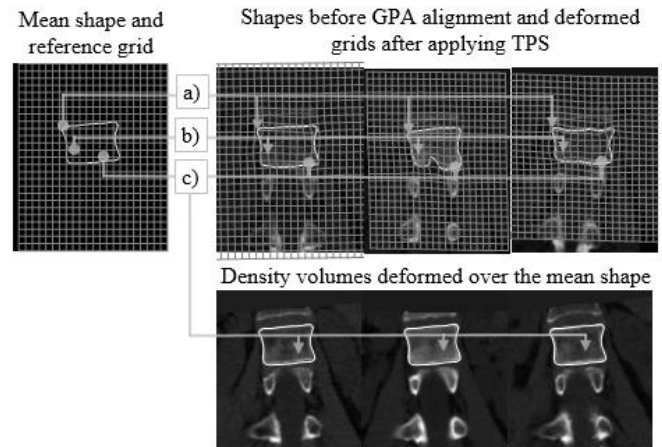 Mean shape and
reference grid
Shapes before GPA alignment and deformed
grids after applying TPS
a)
b)
c)
Density volumes deformed over the mean shape